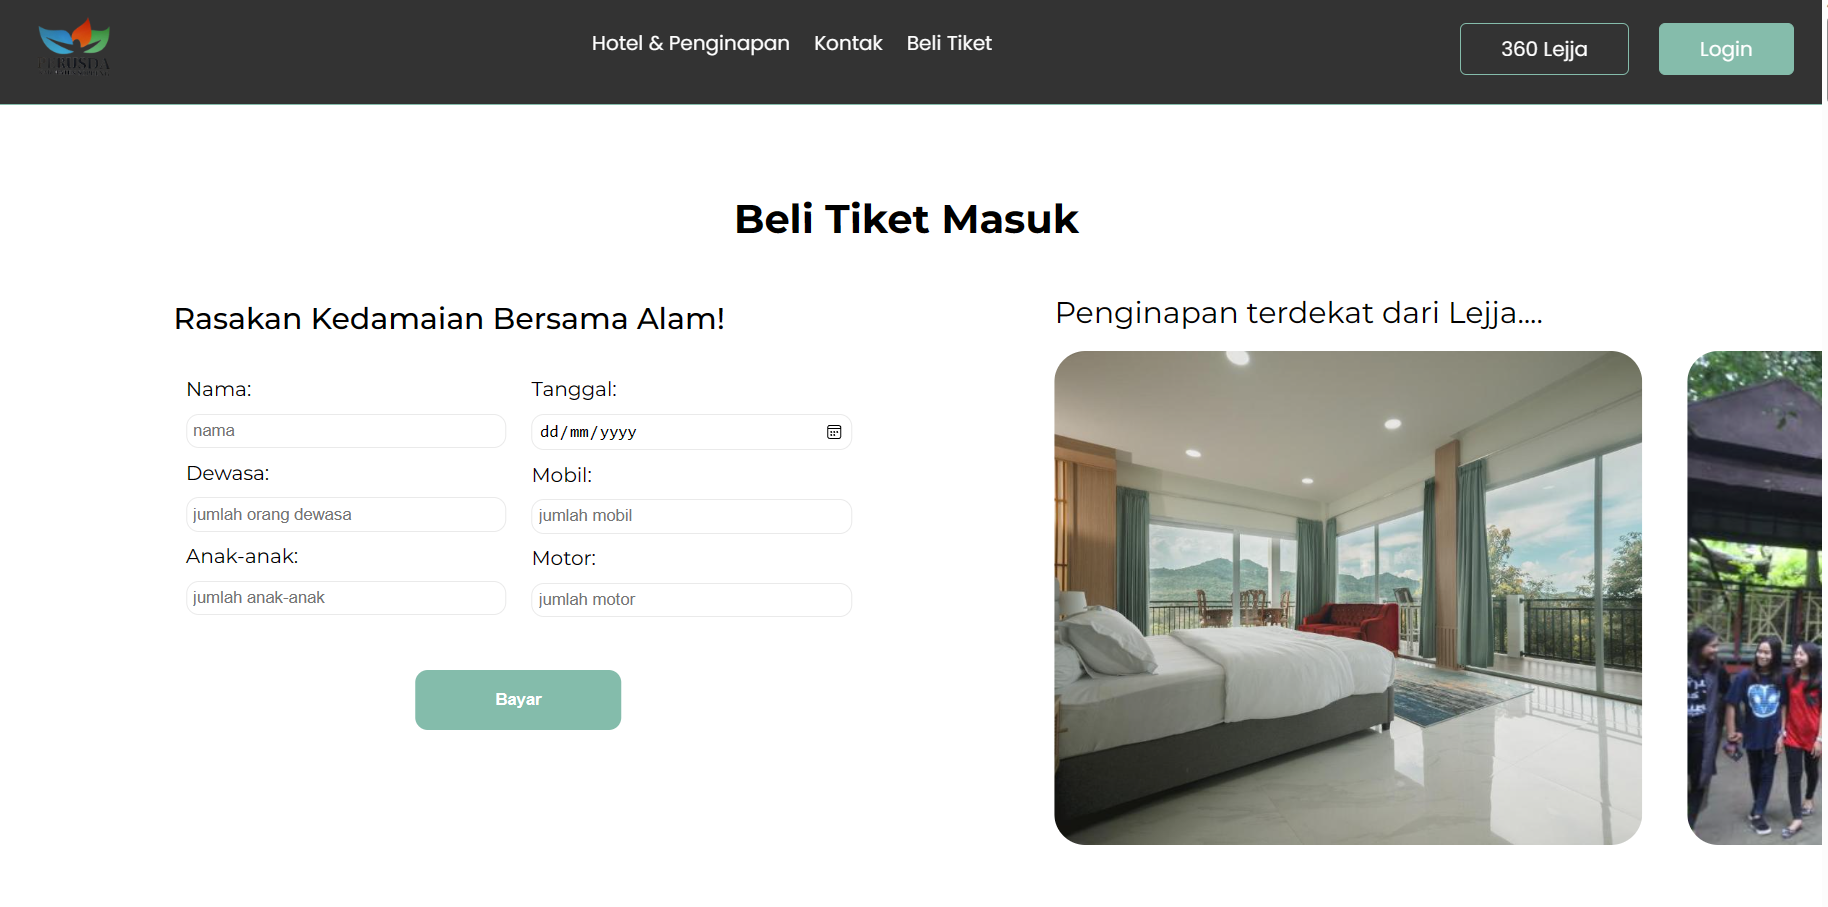 PERUSDA
Hotel & Penginapan
Kontak
Beli Tiket
360 Lejja
Login
Beli Tiket Masuk
Rasakan Kedamaian Bersama Alam!
Nama:
nama
Tanggal:
dd/mm/yyyy
Dewasa:
jumlah orang dewasa
Mobil:
jumlah mobil
Anak-anak:
jumlah anak-anak
Motor:
jumlah motor
Bayar
Penginapan terdekat dari Lejja....